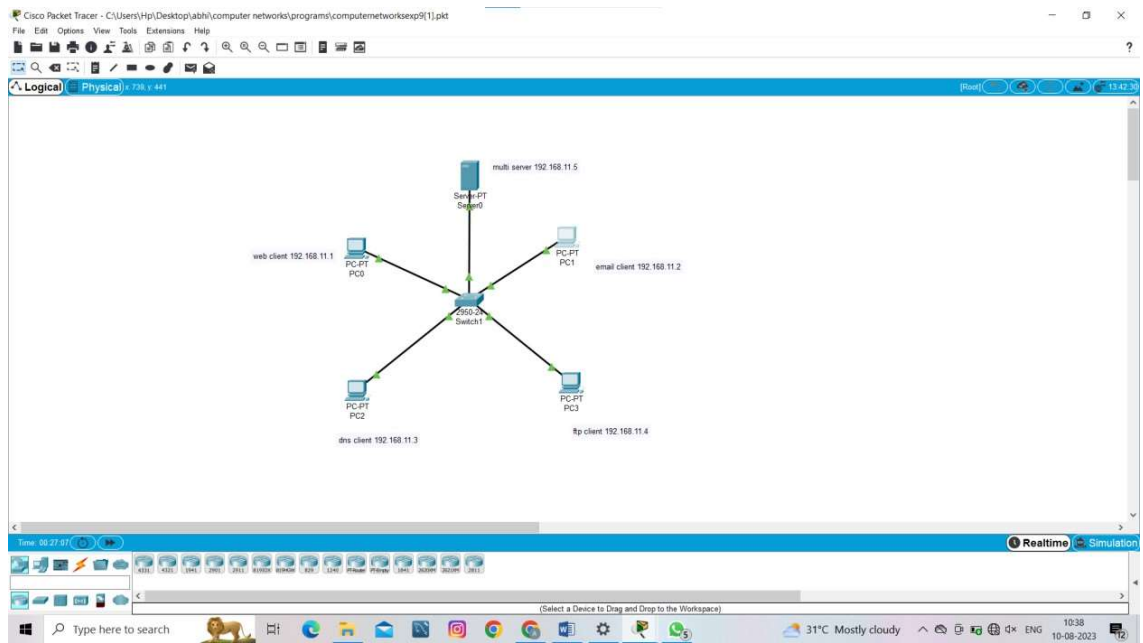 Cisco Packet Tracer - C:\Users\Hp\Desktop\abhi\computer networks\programs\computernetworksexp9[1].pkt
File Edit Options View Tools Extensions Help
?
Logical Physical x: 739, y: 441
[Root]
13:42:30
multi server 192.168.11.5
Server-PT
Server0
web client 192.168.11.1
PC-PT
PC0
PC-PT
PC1
email client 192.168.11.2
2950-24
Switch1
PC-PT
PC2
dns client 192.168.11.3
PC-PT
PC3
ftp client 192.168.11.4
Time: 00:27:07
Realtime Simulation
4331 4321 1941 2901 2911 819IOX 819HGW 829 1240 PT-Router PT-Empty 1841 2620XM 2621XM 2811
(Select a Device to Drag and Drop to the Workspace)
Type here to search
31°C Mostly cloudy
ENG
10:38
10-08-2023